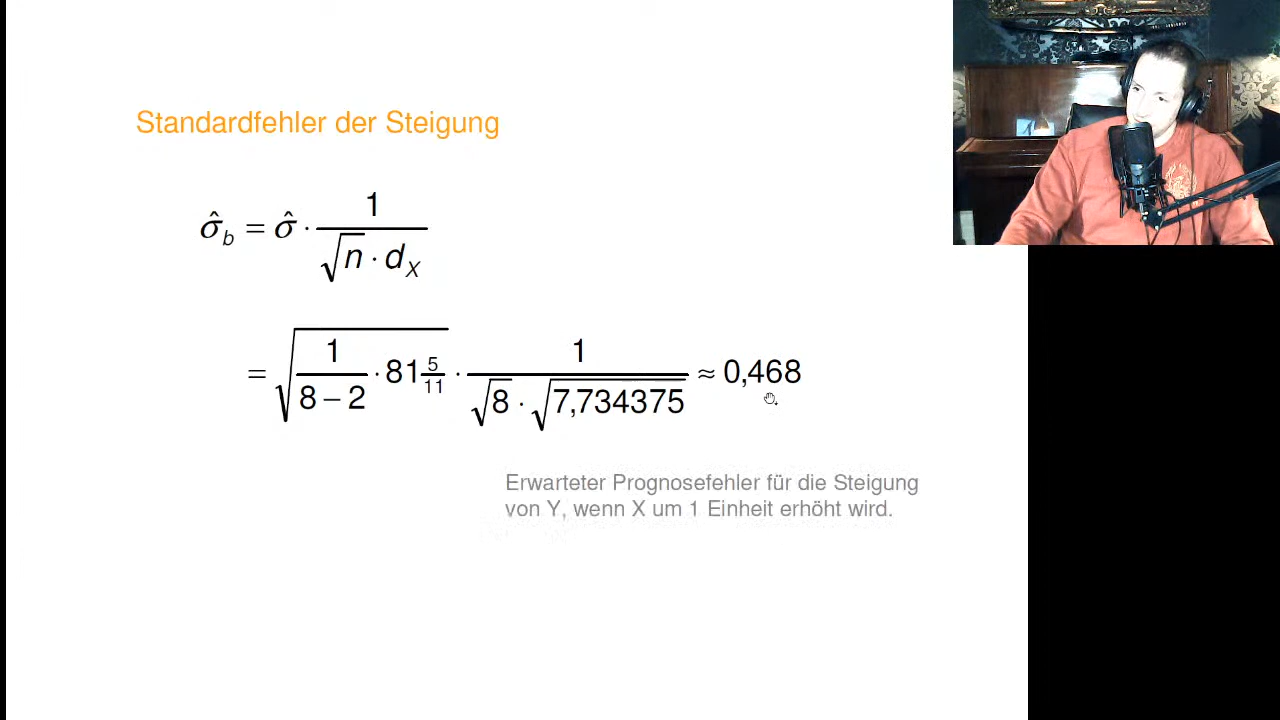 Standardfehler der Steigung
σ̂_b = σ̂ · 1 / (√n · d_X)
= √(1 / (8 − 2) · 81 5/11) · 1 / (√8 · √7,734375) ≈ 0,468
Erwarteter Prognosefehler für die Steigung
von Y, wenn X um 1 Einheit erhöht wird.